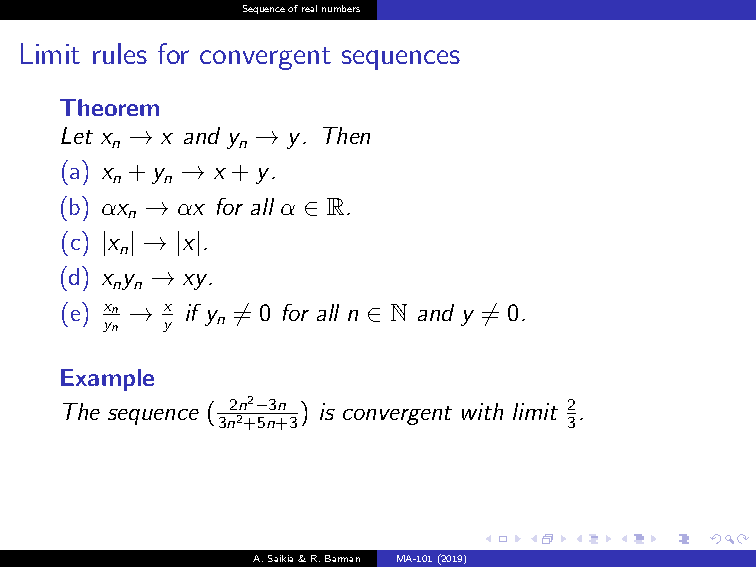 Sequence of real numbers
Limit rules for convergent sequences
Theorem
Let xₙ → x and yₙ → y. Then
(a) xₙ + yₙ → x + y.
(b) αxₙ → αx for all α ∈ ℝ.
(c) |xₙ| → |x|.
(d) xₙyₙ → xy.
(e) xₙ/yₙ → x/y if yₙ ≠ 0 for all n ∈ ℕ and y ≠ 0.
Example
The sequence ((2n²−3n)/(3n²+5n+3)) is convergent with limit 2/3.
A. Saikia & R. Barman MA-101 (2019)